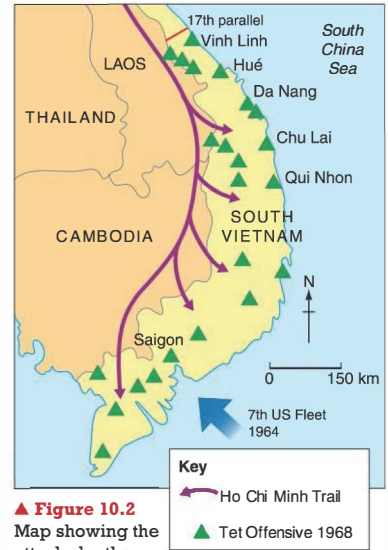 17th parallel
Vinh Linh
South
China
Sea
LAOS
Hué
Da Nang
THAILAND
Chu Lai
Qui Nhon
CAMBODIA
SOUTH
VIETNAM
N
Saigon
0 150 km
7th US Fleet
1964
Key
Ho Chi Minh Trail
Tet Offensive 1968
▲ Figure 10.2
Map showing the